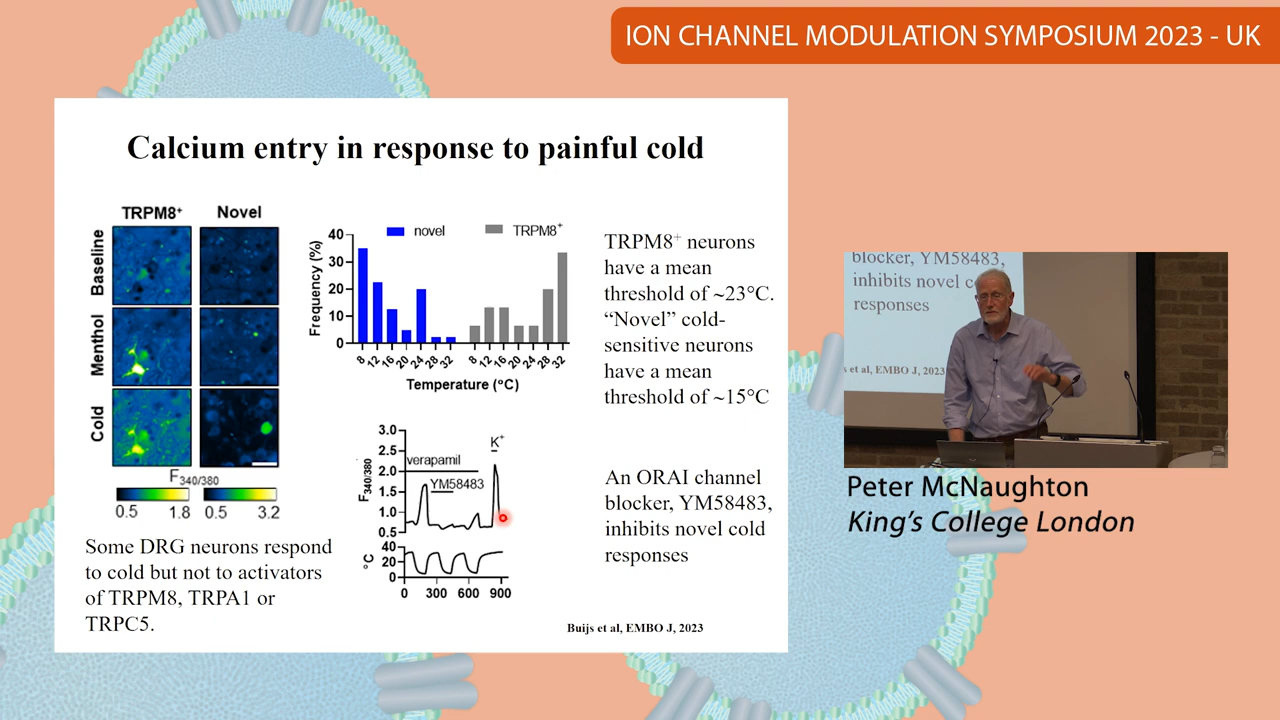 ION CHANNEL MODULATION SYMPOSIUM 2023 - UK
Calcium entry in response to painful cold
TRPM8⁺ Novel
Baseline
Menthol
Cold
F340/380
0.5 1.8 0.5 3.2
Some DRG neurons respond
to cold but not to activators
of TRPM8, TRPA1 or
TRPC5.
novel TRPM8⁺
Frequency (%)
40
30
20
10
0
8 12 16 20 24 28 32 8 12 16 20 24 28 32
Temperature (°C)
TRPM8⁺ neurons
have a mean
threshold of ~23°C.
“Novel” cold-
sensitive neurons
have a mean
threshold of ~15°C
F340/380
3.0
2.5
2.0
1.5
1.0
0.5
K⁺
verapamil
YM58483
°C
40
20
0
0 300 600 900
An ORAI channel
blocker, YM58483,
inhibits novel cold
responses
Buijs et al, EMBO J, 2023
blocker, YM58483,
inhibits novel c
responses
s et al, EMBO J, 2023
Peter McNaughton
King’s College London